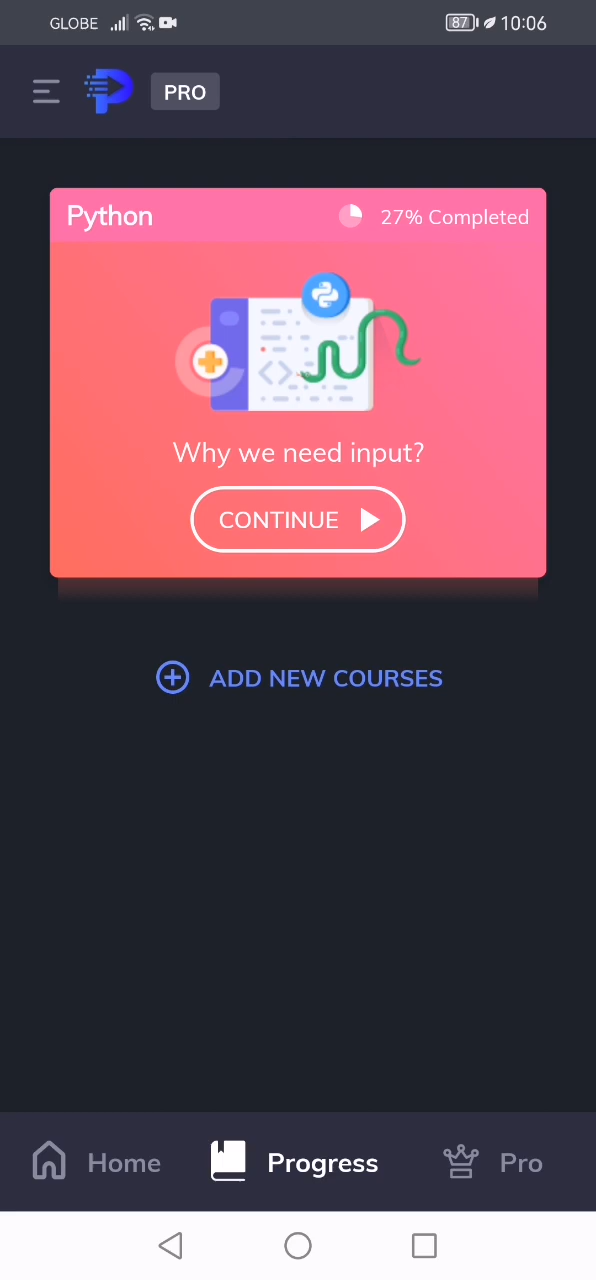 GLOBE 87 10:06
PRO
Python 27% Completed
Why we need input?
CONTINUE
ADD NEW COURSES
Home Progress Pro